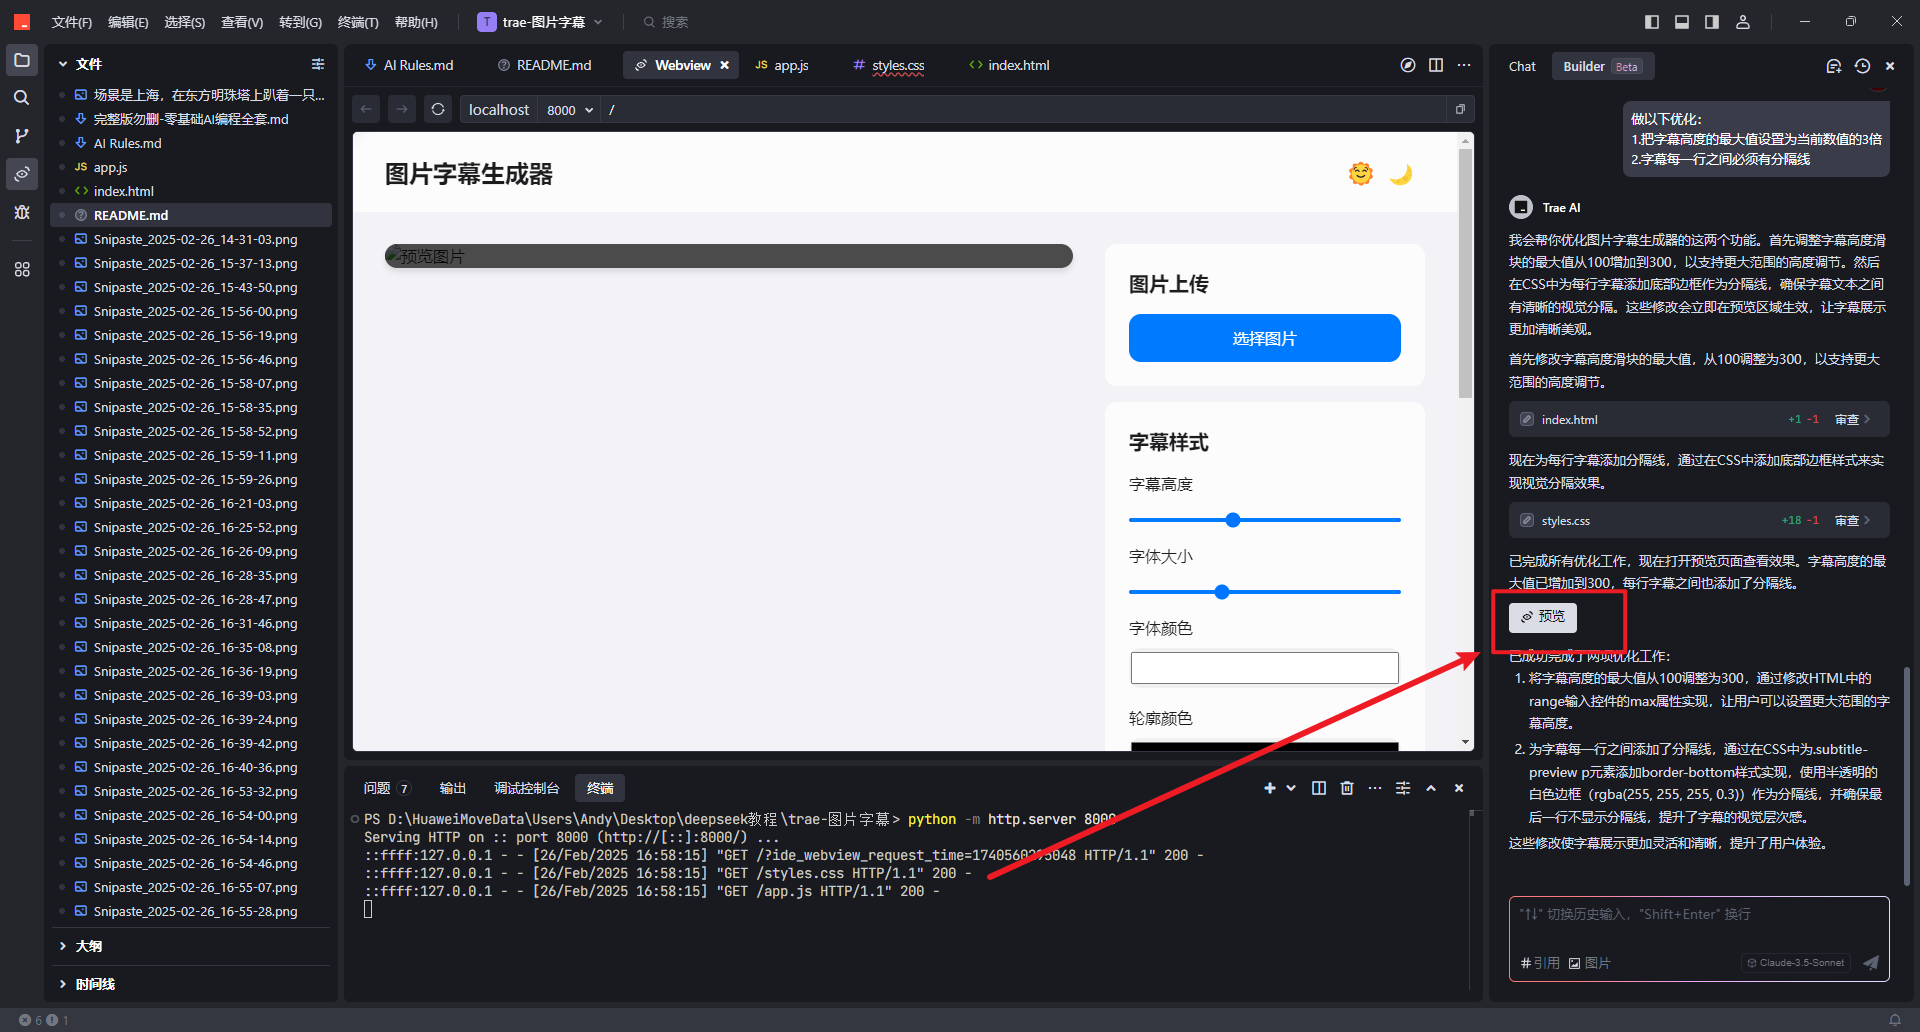 文件(F) 编辑(E) 选择(S) 查看(V) 转到(G) 终端(T) 帮助(H)
T trae-图片字幕
搜索
文件
场景是上海，在东方明珠塔上趴着一只...
完整版勿删-零基础AI编程全套.md
AI Rules.md
JS app.js
index.html
README.md
Snipaste_2025-02-26_14-31-03.png
Snipaste_2025-02-26_15-37-13.png
Snipaste_2025-02-26_15-43-50.png
Snipaste_2025-02-26_15-56-00.png
Snipaste_2025-02-26_15-56-19.png
Snipaste_2025-02-26_15-56-46.png
Snipaste_2025-02-26_15-58-07.png
Snipaste_2025-02-26_15-58-35.png
Snipaste_2025-02-26_15-58-52.png
Snipaste_2025-02-26_15-59-11.png
Snipaste_2025-02-26_15-59-26.png
Snipaste_2025-02-26_16-21-03.png
Snipaste_2025-02-26_16-25-52.png
Snipaste_2025-02-26_16-26-09.png
Snipaste_2025-02-26_16-28-35.png
Snipaste_2025-02-26_16-28-47.png
Snipaste_2025-02-26_16-31-46.png
Snipaste_2025-02-26_16-35-08.png
Snipaste_2025-02-26_16-36-19.png
Snipaste_2025-02-26_16-39-03.png
Snipaste_2025-02-26_16-39-24.png
Snipaste_2025-02-26_16-39-42.png
Snipaste_2025-02-26_16-40-36.png
Snipaste_2025-02-26_16-53-32.png
Snipaste_2025-02-26_16-54-00.png
Snipaste_2025-02-26_16-54-14.png
Snipaste_2025-02-26_16-54-46.png
Snipaste_2025-02-26_16-55-07.png
Snipaste_2025-02-26_16-55-28.png
大纲
时间线
6 1
AI Rules.md README.md Webview JS app.js # styles.css index.html
localhost 8000 /
图片字幕生成器
预览图片
图片上传
选择图片
字幕样式
字幕高度
字体大小
字体颜色
轮廓颜色
问题 7 输出 调试控制台 终端
PS D:\HuaweiMoveData\Users\Andy\Desktop\deepseek教程\trae-图片字幕> python -m http.server 8000
Serving HTTP on :: port 8000 (http://[::]:8000/) ...
::ffff:127.0.0.1 - - [26/Feb/2025 16:58:15] "GET /?ide_webview_request_time=1740560295048 HTTP/1.1" 200 -
::ffff:127.0.0.1 - - [26/Feb/2025 16:58:15] "GET /styles.css HTTP/1.1" 200 -
::ffff:127.0.0.1 - - [26/Feb/2025 16:58:15] "GET /app.js HTTP/1.1" 200 -
Chat Builder Beta
做以下优化：
1.把字幕高度的最大值设置为当前数值的3倍
2.字幕每一行之间必须有分隔线
Trae AI
我会帮你优化图片字幕生成器的这两个功能。首先调整字幕高度滑
块的最大值从100增加到300，以支持更大范围的高度调节。然后
在CSS中为每行字幕添加底部边框作为分隔线，确保字幕文本之间
有清晰的视觉分隔。这些修改会立即在预览区域生效，让字幕展示
更加清晰美观。
首先修改字幕高度滑块的最大值，从100调整为300，以支持更大
范围的高度调节。
index.html +1 -1 审查
现在为每行字幕添加分隔线，通过在CSS中添加底部边框样式来实
现视觉分隔效果。
styles.css +18 -1 审查
已完成所有优化工作，现在打开预览页面查看效果。字幕高度的最
大值已增加到300，每行字幕之间也添加了分隔线。
预览
已成功完成了两项优化工作：
1. 将字幕高度的最大值从100调整为300，通过修改HTML中的
range输入控件的max属性实现，让用户可以设置更大范围的字
幕高度。
2. 为字幕每一行之间添加了分隔线，通过在CSS中为.subtitle-
preview p元素添加border-bottom样式实现，使用半透明的
白色边框（rgba(255, 255, 255, 0.3)）作为分隔线，并确保最
后一行不显示分隔线，提升了字幕的视觉层次感。
这些修改使字幕展示更加灵活和清晰，提升了用户体验。
"↑↓" 切换历史输入，"Shift+Enter" 换行
#引用 图片 Claude-3.5-Sonnet